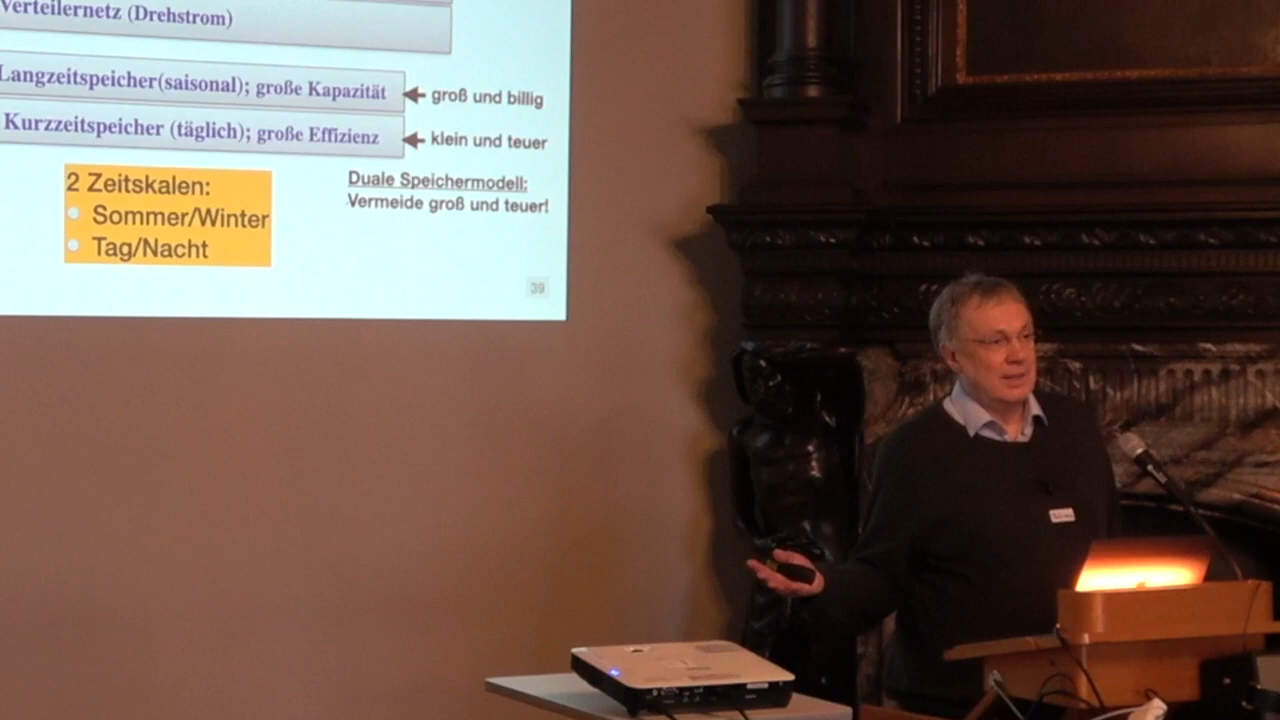 Verteilernetz (Drehstrom)
Langzeitspeicher(saisonal); große Kapazität
groß und billig
Kurzzeitspeicher (täglich); große Effizienz
klein und teuer
2 Zeitskalen:
Sommer/Winter
Tag/Nacht
Duale Speichermodell:
Vermeide groß und teuer!
39